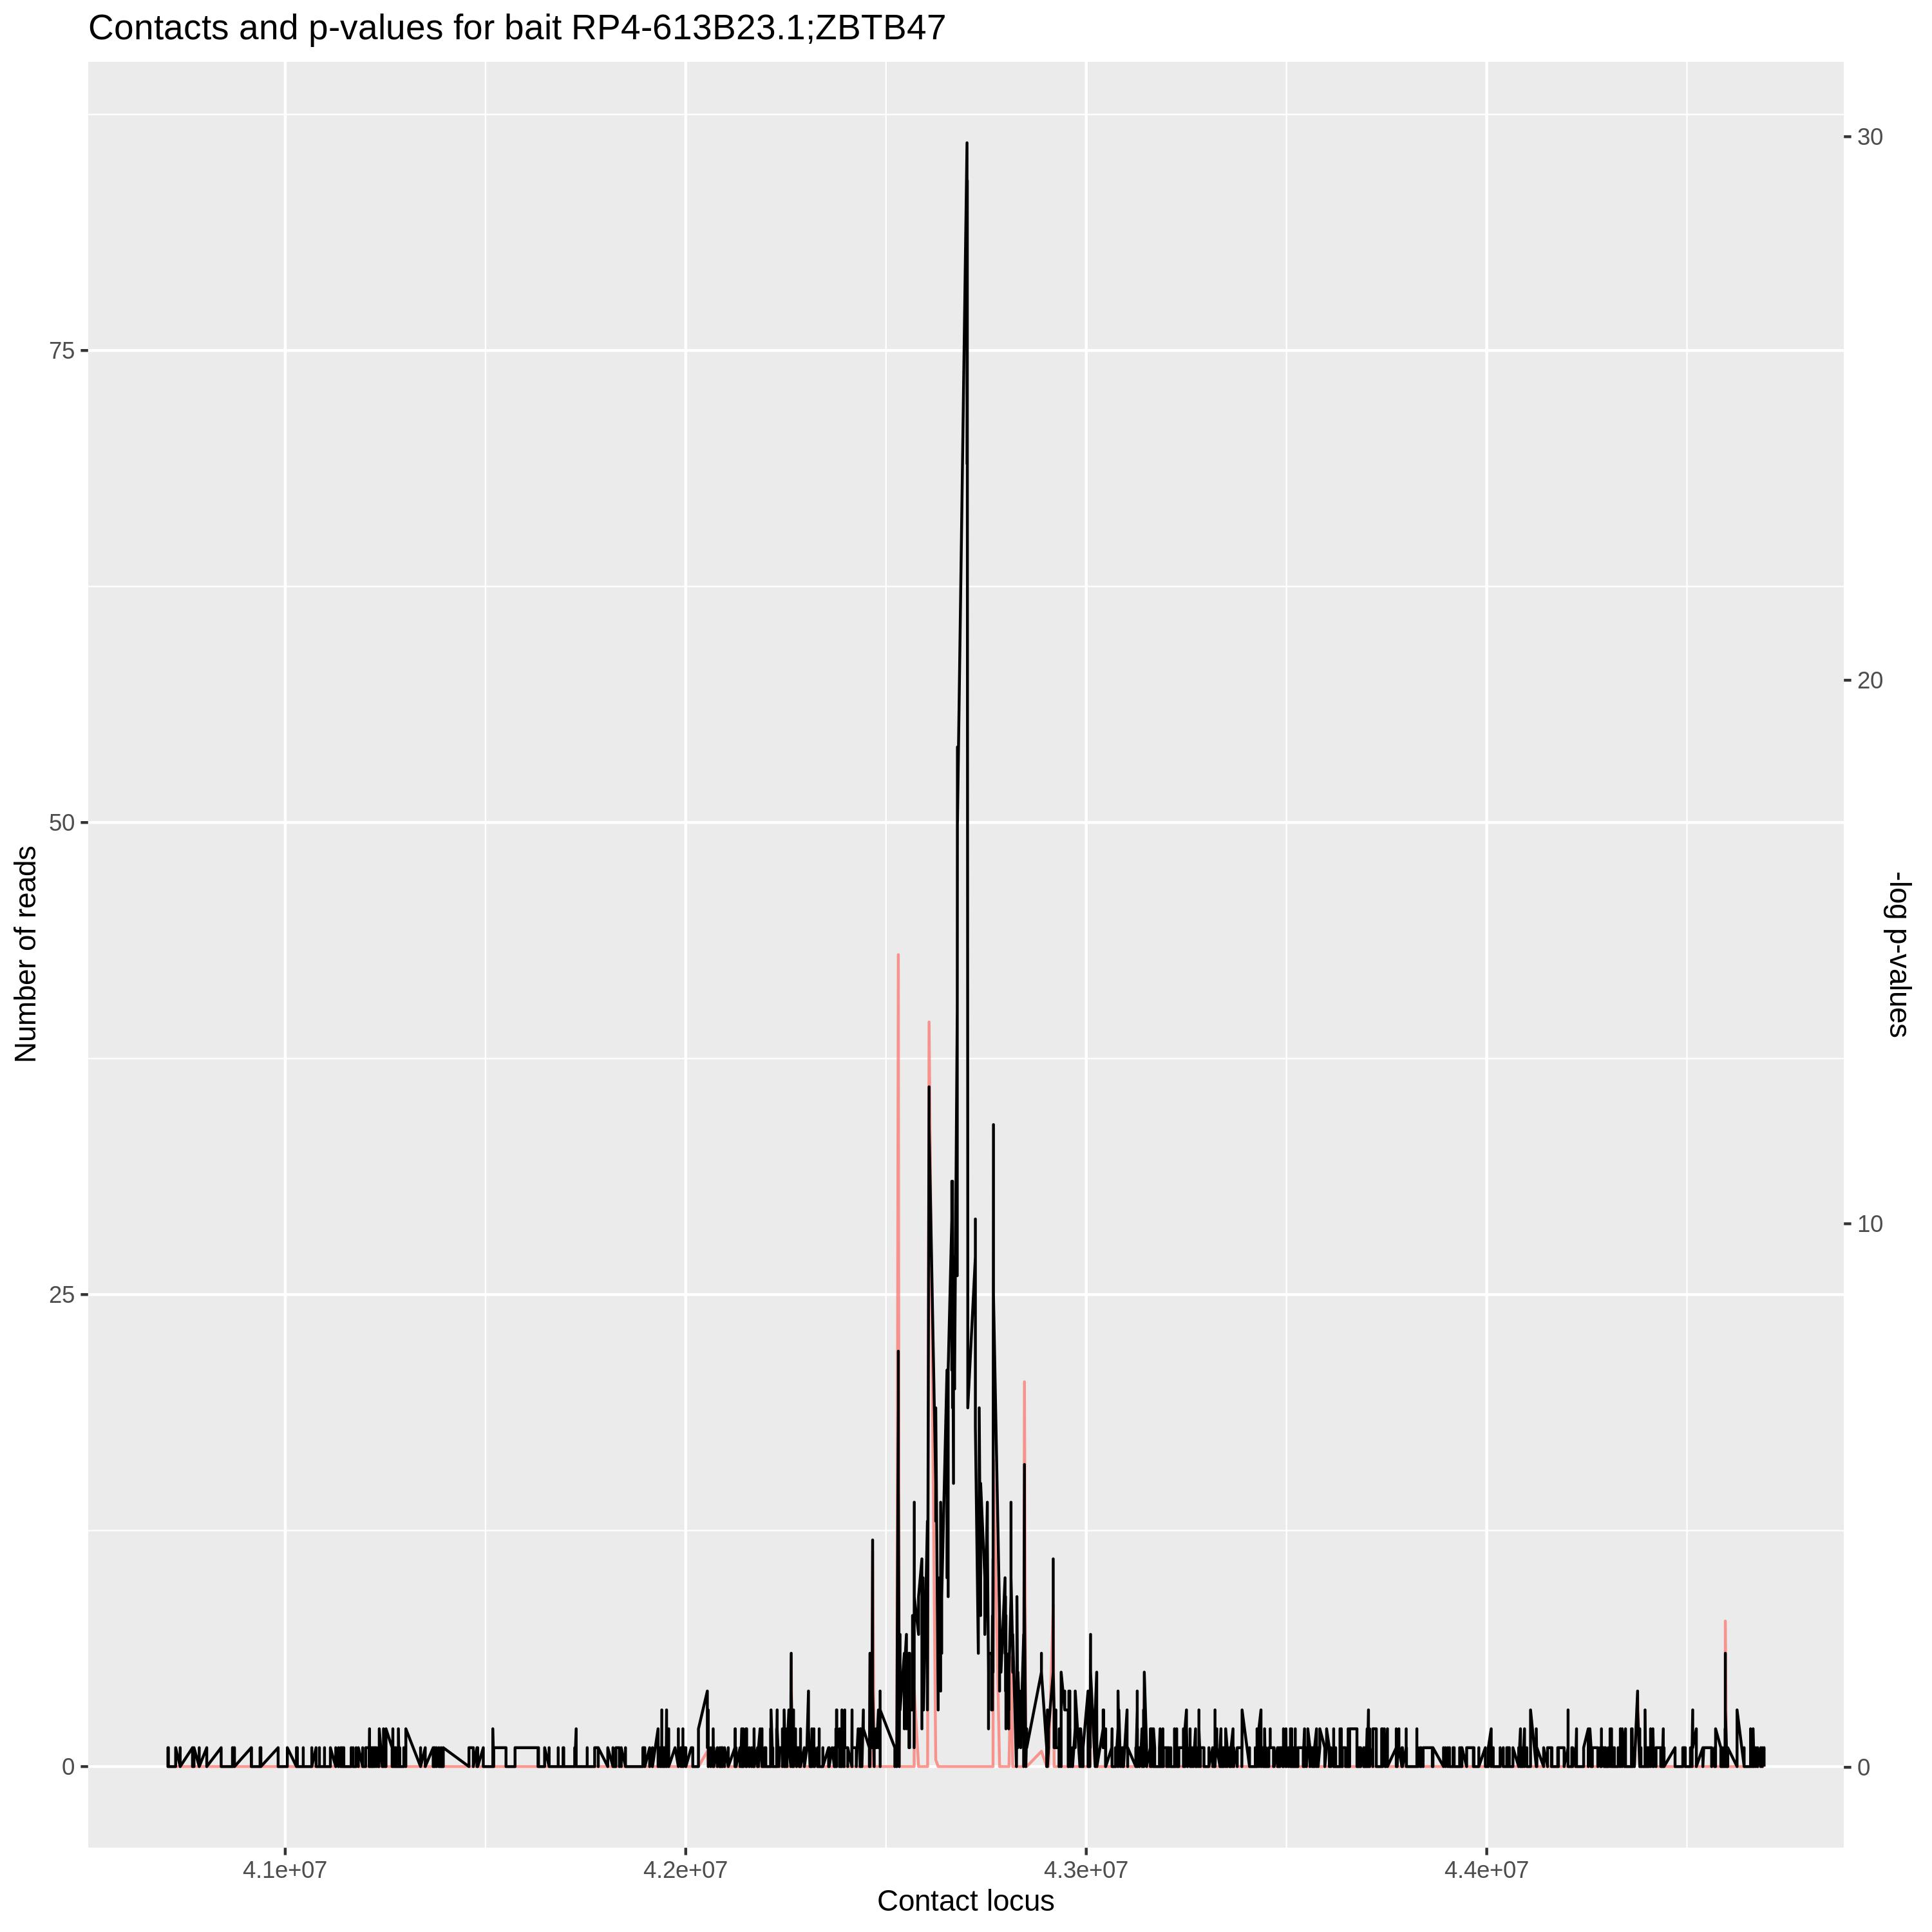 Contacts and p-values for bait RP4-613B23.1;ZBTB47
Number of reads
75
50
25
0
30
20
10
0
-log p-values
4.1e+07
4.2e+07
4.3e+07
4.4e+07
Contact locus